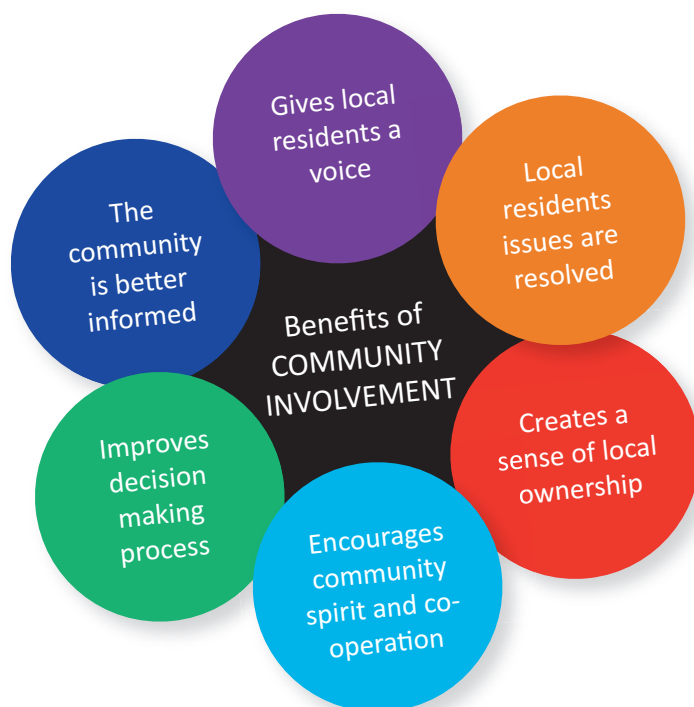 Gives local
residents a
voice
Local
residents
issues are
resolved
Creates a
sense of local
ownership
Encourages
community
spirit and co-
operation
Improves
decision
making
process
The
community
is better
informed
Benefits of
COMMUNITY
INVOLVEMENT